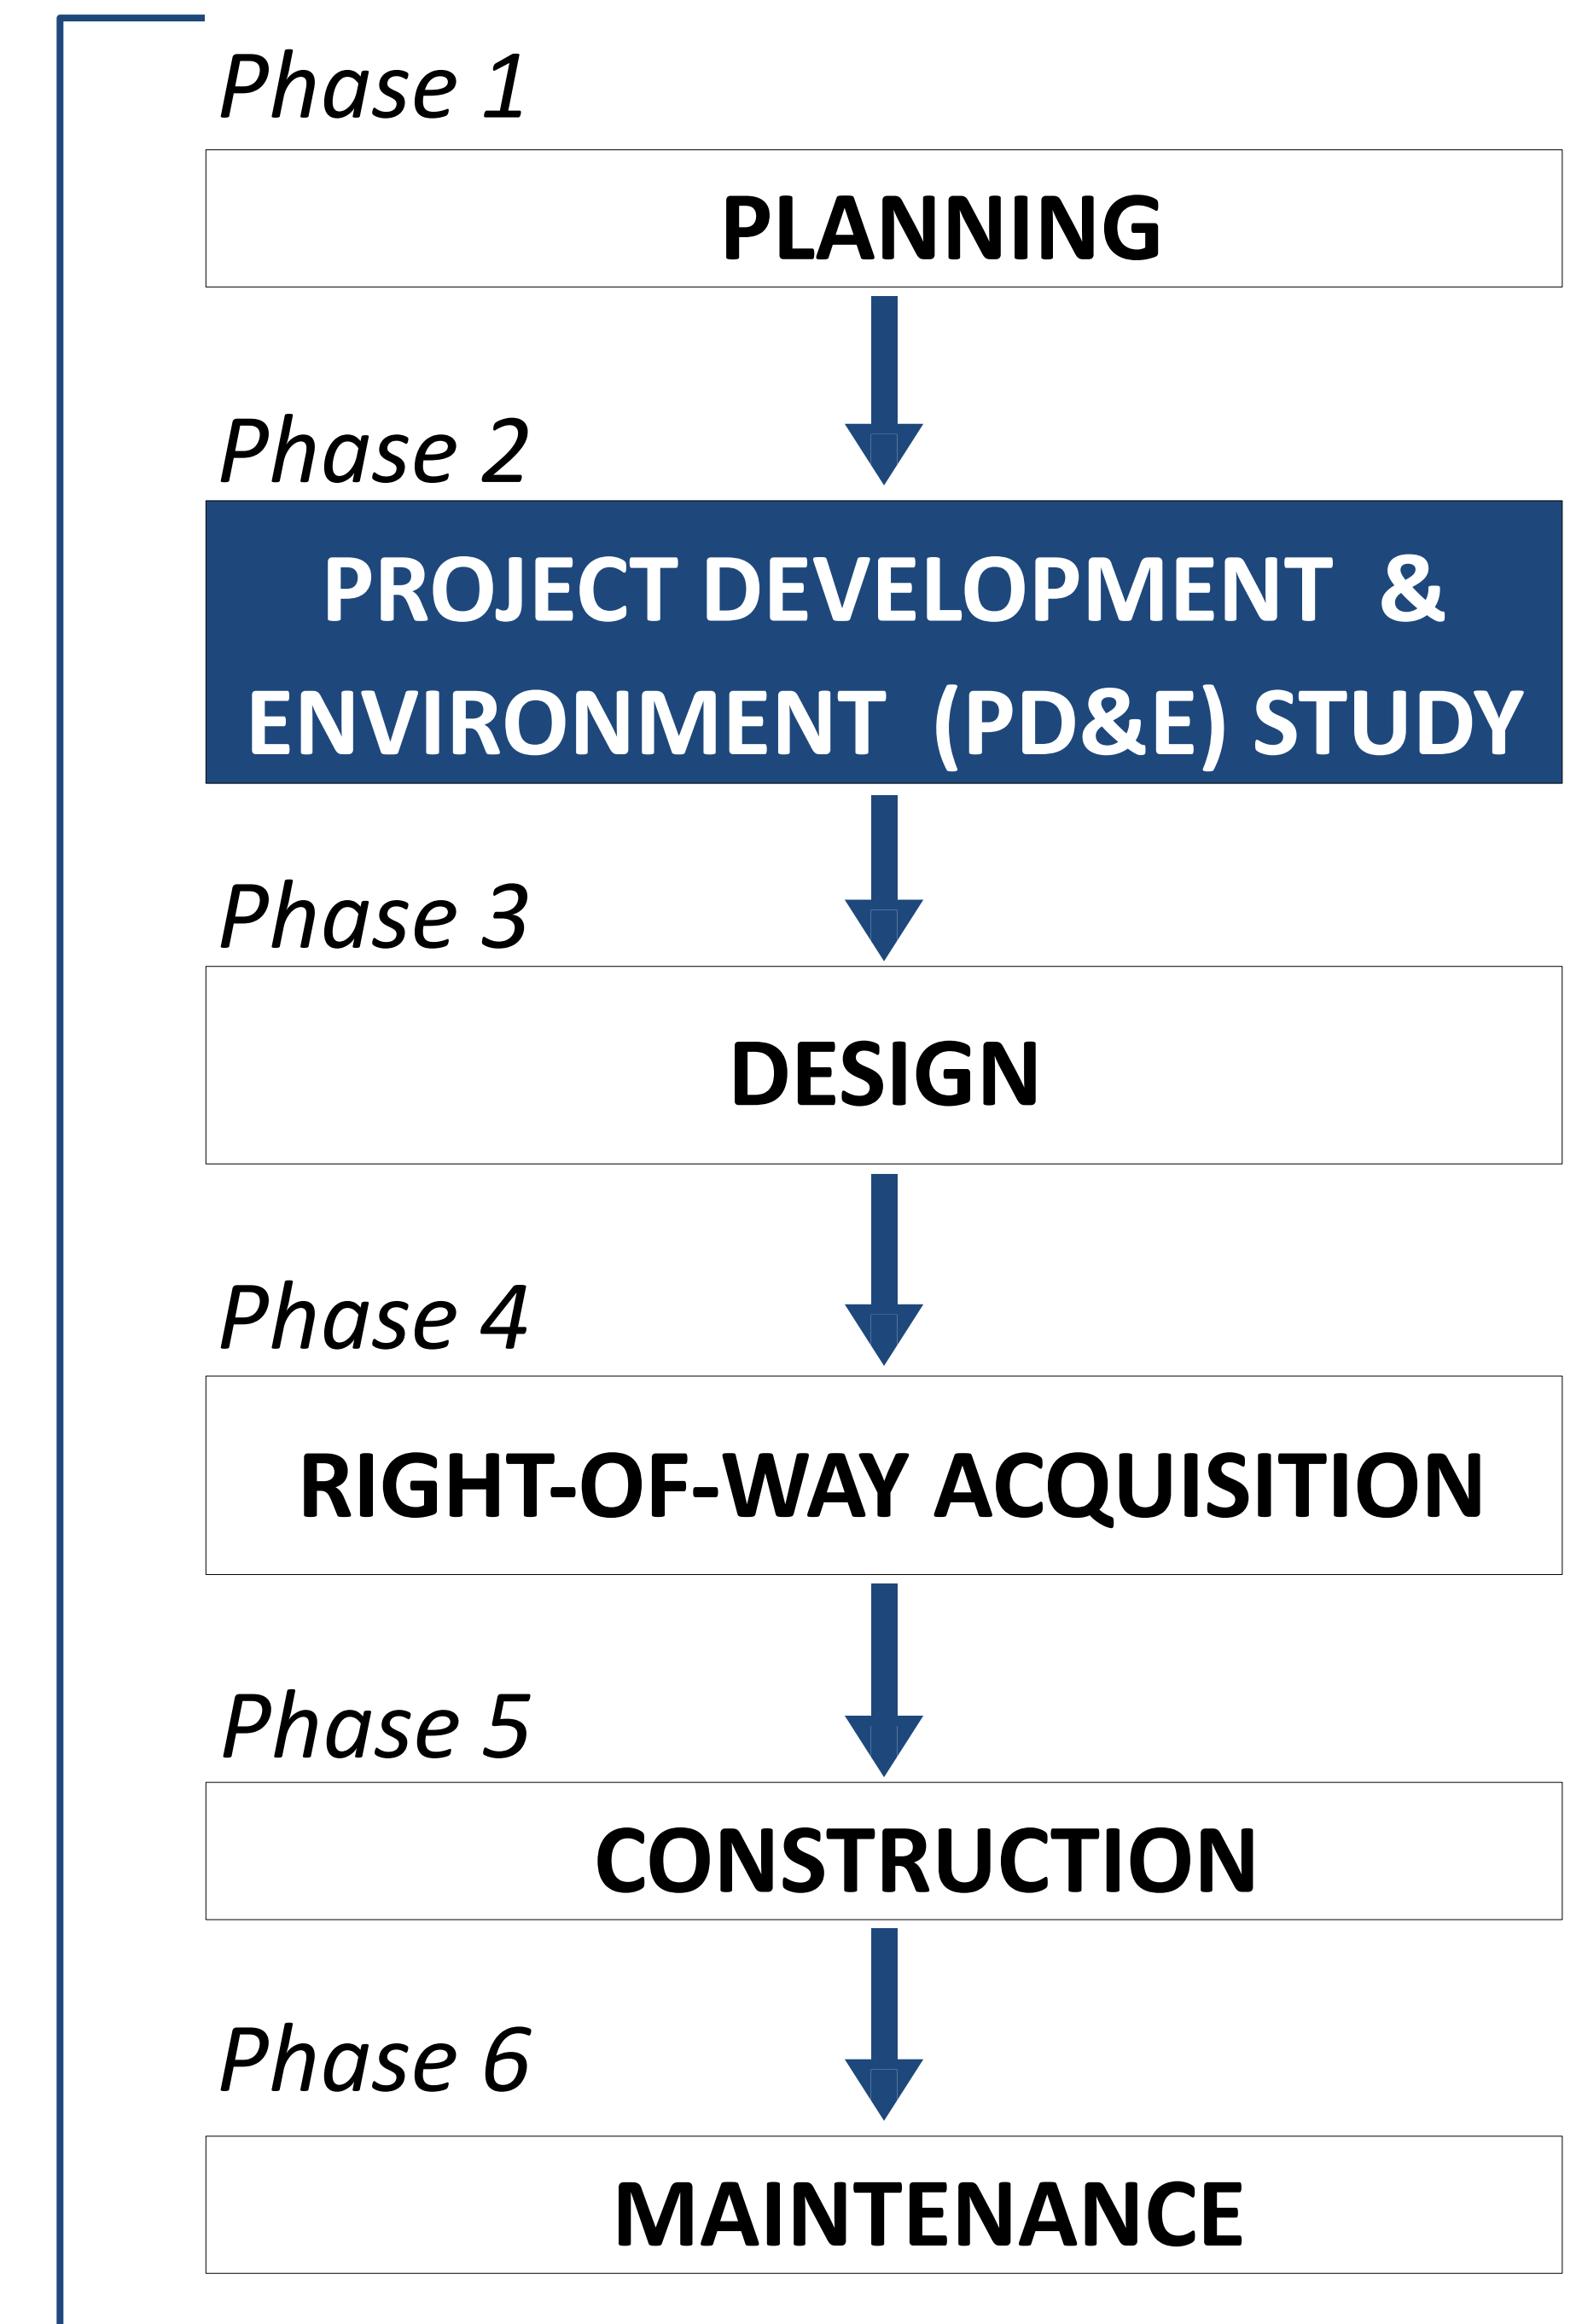 Phase 1
PLANNING
Phase 2
PROJECT DEVELOPMENT &
ENVIRONMENT (PD&E) STUDY
Phase 3
DESIGN
Phase 4
RIGHT-OF-WAY ACQUISITION
Phase 5
CONSTRUCTION
Phase 6
MAINTENANCE